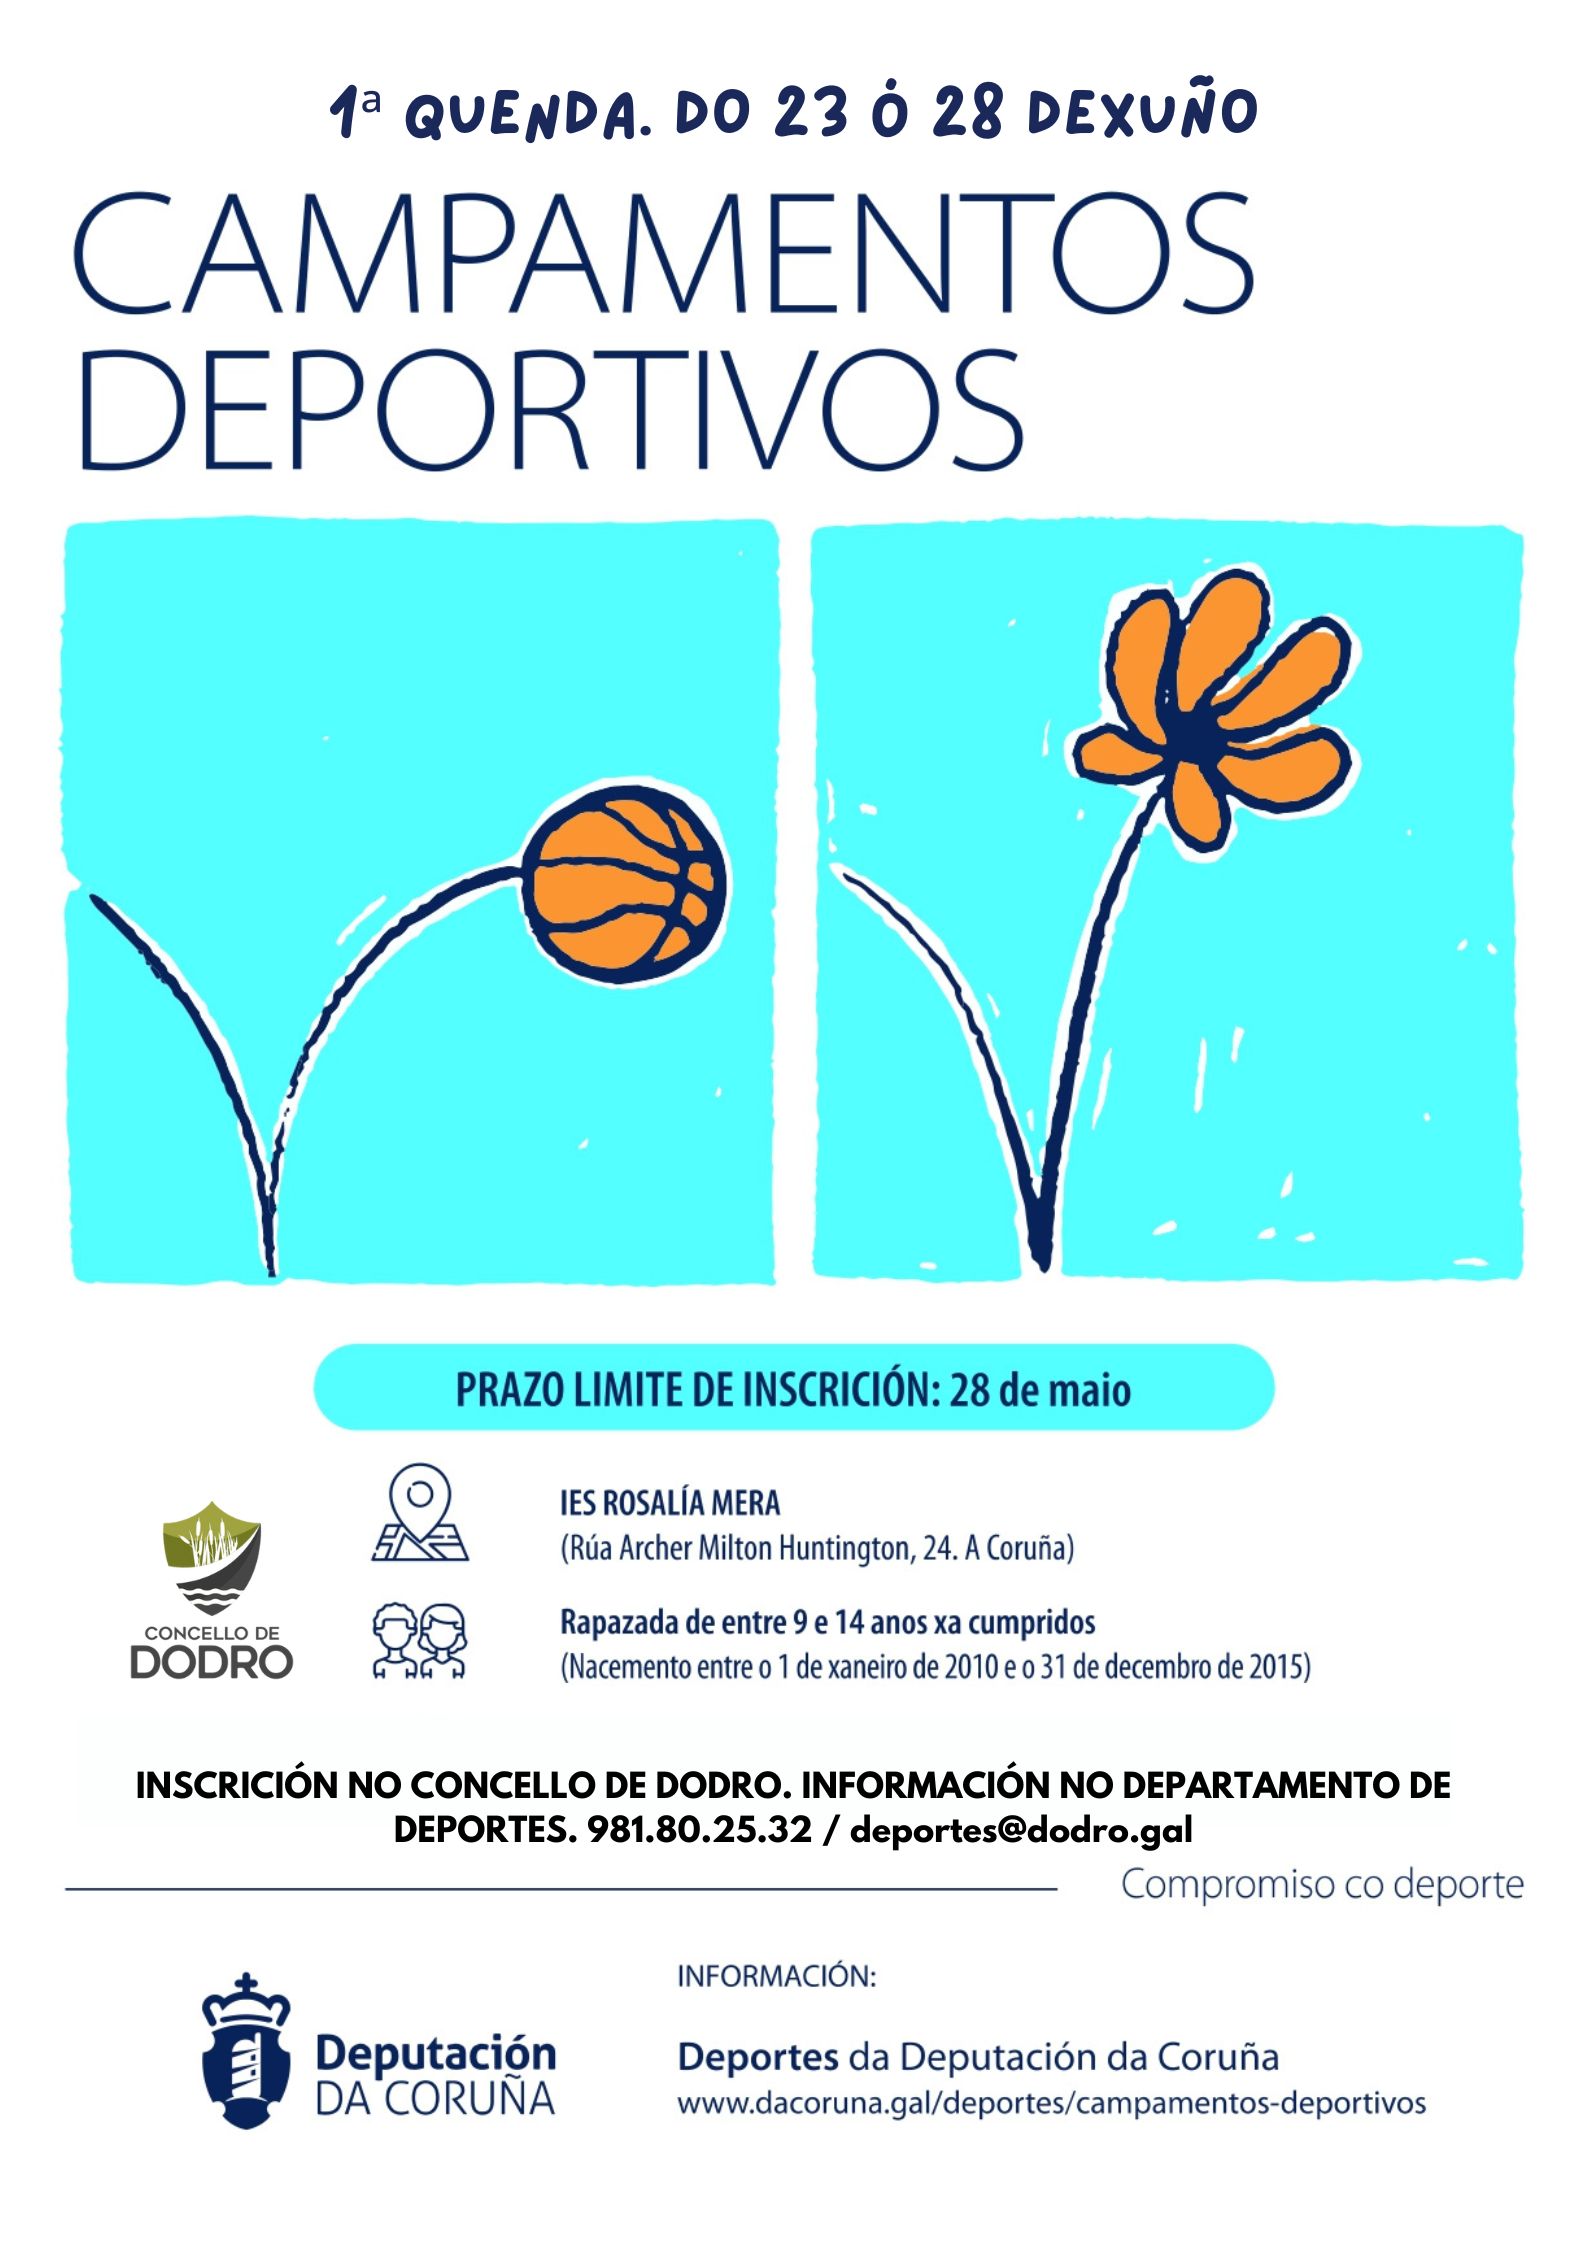 1ª QUENDA. DO 23 Ó 28 DEXUÑO
CAMPAMENTOS
DEPORTIVOS
PRAZO LIMITE DE INSCRICIÓN: 28 de maio
IES ROSALÍA MERA
(Rúa Archer Milton Huntington, 24. A Coruña)
CONCELLO DE
DODRO
Rapazada de entre 9 e 14 anos xa cumpridos
(Nacemento entre o 1 de xaneiro de 2010 e o 31 de decembro de 2015)
INSCRICIÓN NO CONCELLO DE DODRO. INFORMACIÓN NO DEPARTAMENTO DE
DEPORTES. 981.80.25.32 / deportes@dodro.gal
Compromiso co deporte
Deputación
DA CORUÑA
INFORMACIÓN:
Deportes da Deputación da Coruña
www.dacoruna.gal/deportes/campamentos-deportivos